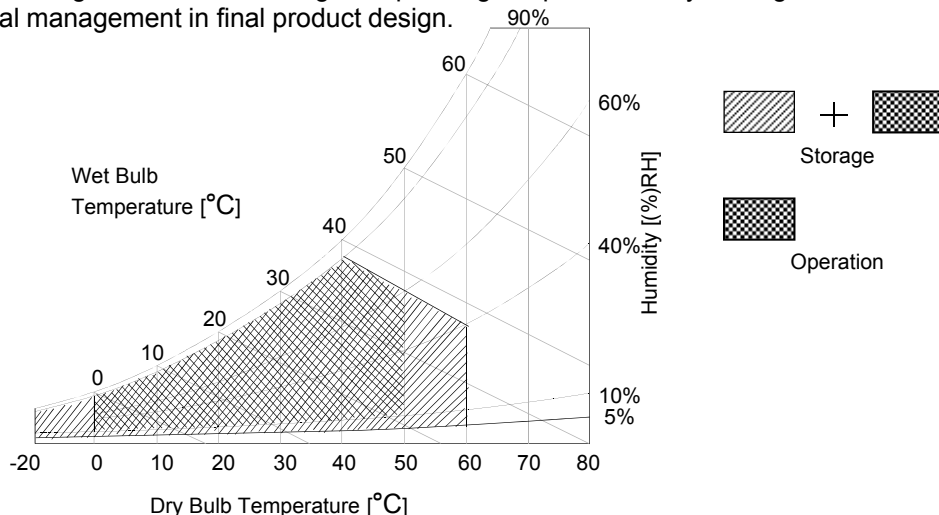 al management in final product design.
90%
60
60%
50
Wet Bulb
Temperature [°C]
Storage
40
40%
Humidity [(%)RH]
Operation
30
20
10
0
10%
5%
-20 0 10 20 30 40 50 60 70 80
Dry Bulb Temperature [°C]